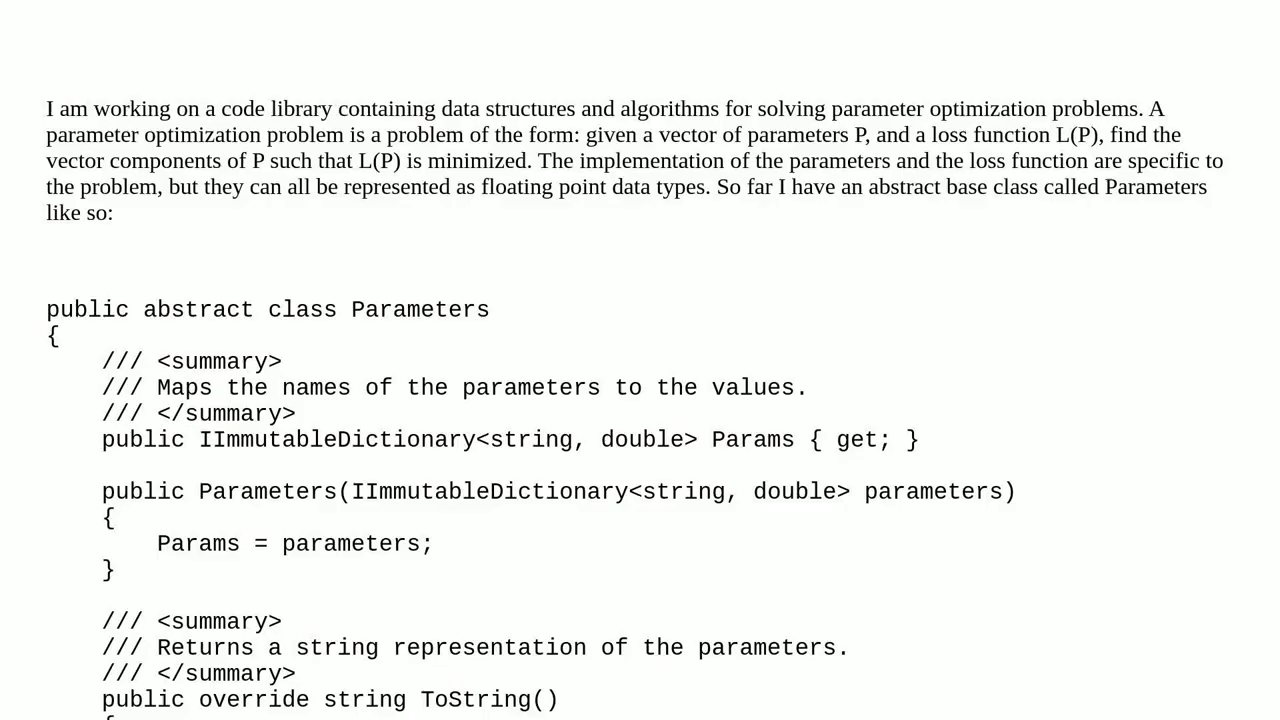 I am working on a code library containing data structures and algorithms for solving parameter optimization problems. A
parameter optimization problem is a problem of the form: given a vector of parameters P, and a loss function L(P), find the
vector components of P such that L(P) is minimized. The implementation of the parameters and the loss function are specific to
the problem, but they can all be represented as floating point data types. So far I have an abstract base class called Parameters
like so:
public abstract class Parameters
{
    /// <summary>
    /// Maps the names of the parameters to the values.
    /// </summary>
    public IImmutableDictionary<string, double> Params { get; }
    public Parameters(IImmutableDictionary<string, double> parameters)
    {
        Params = parameters;
    }
    /// <summary>
    /// Returns a string representation of the parameters.
    /// </summary>
    public override string ToString()
    {